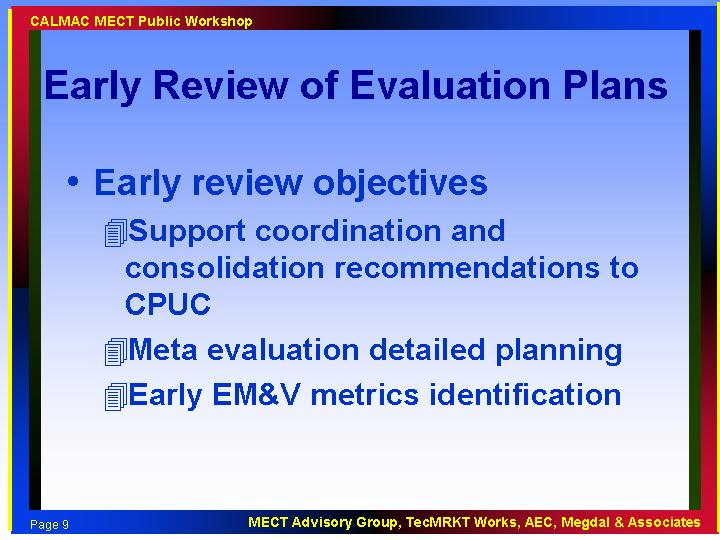 CALMAC MECT Public Workshop
Early Review of Evaluation Plans
• Early review objectives
Support coordination and
consolidation recommendations to
CPUC
Meta evaluation detailed planning
Early EM&V metrics identification
Page 9
MECT Advisory Group, TecMRKT Works, AEC, Megdal & Associates